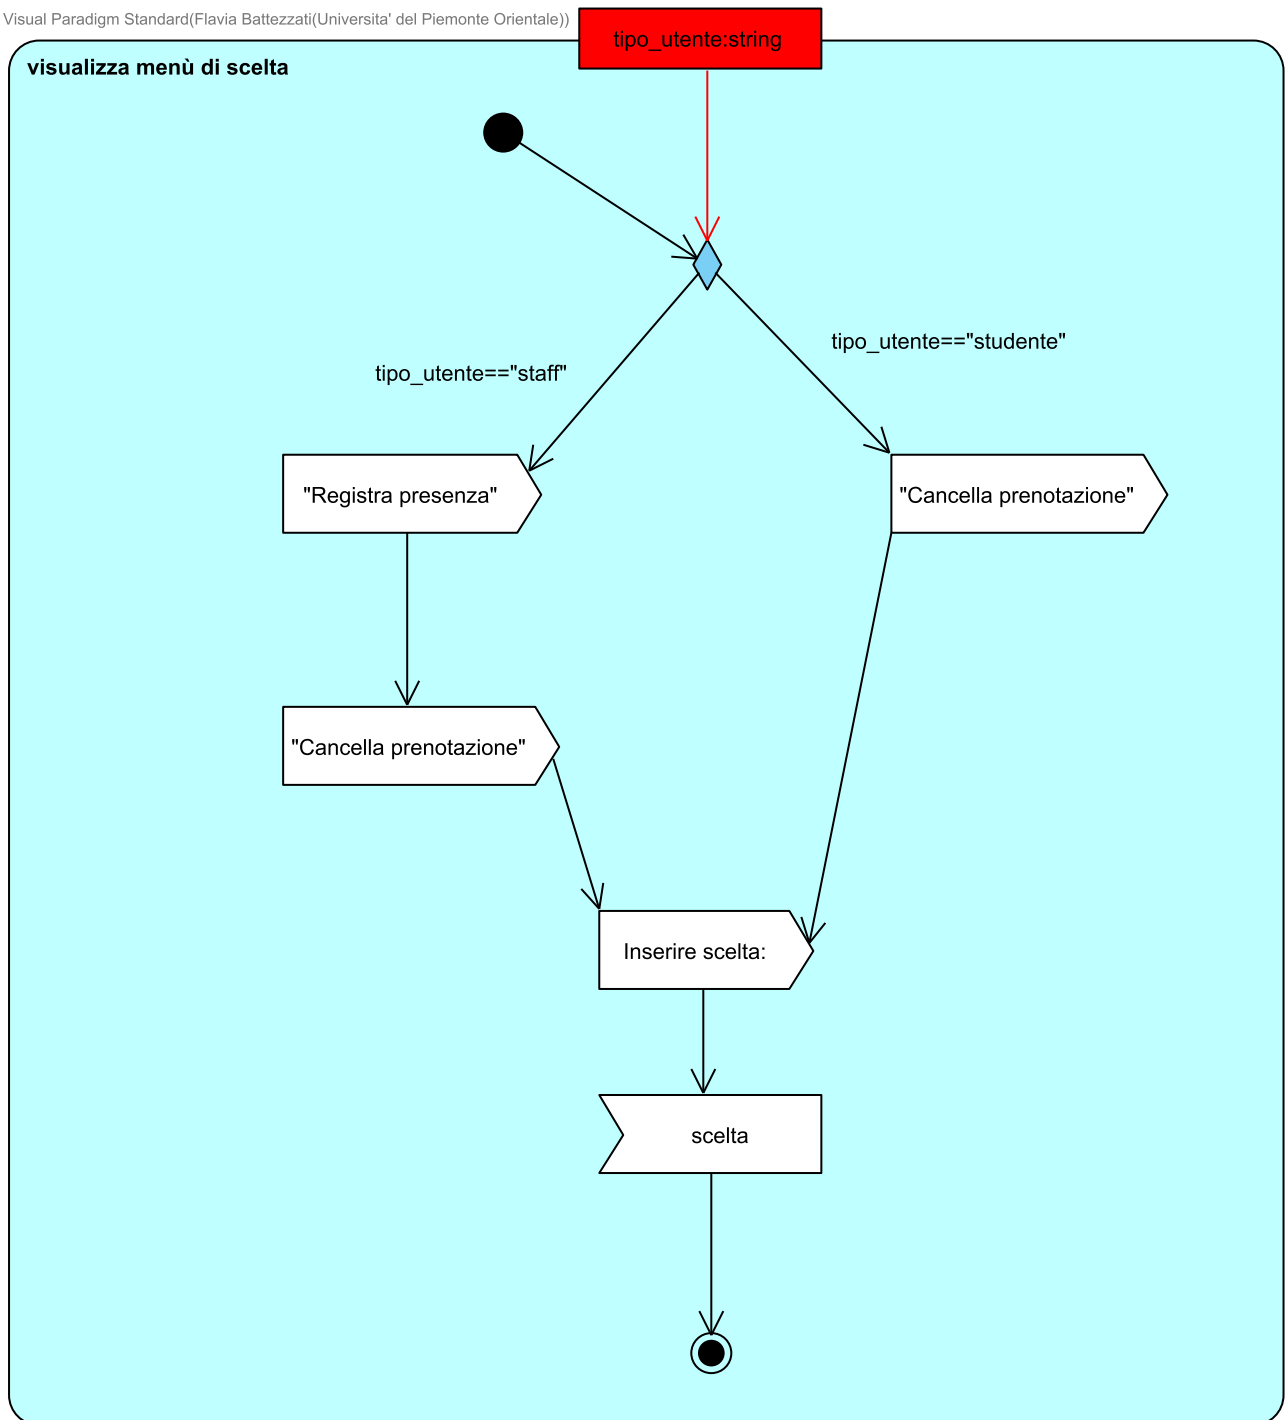 Visual Paradigm Standard(Flavia Battezzati(Universita' del Piemonte Orientale))
tipo_utente:string
visualizza menù di scelta
tipo_utente=="studente"
tipo_utente=="staff"
"Registra presenza"
"Cancella prenotazione"
"Cancella prenotazione"
Inserire scelta:
scelta